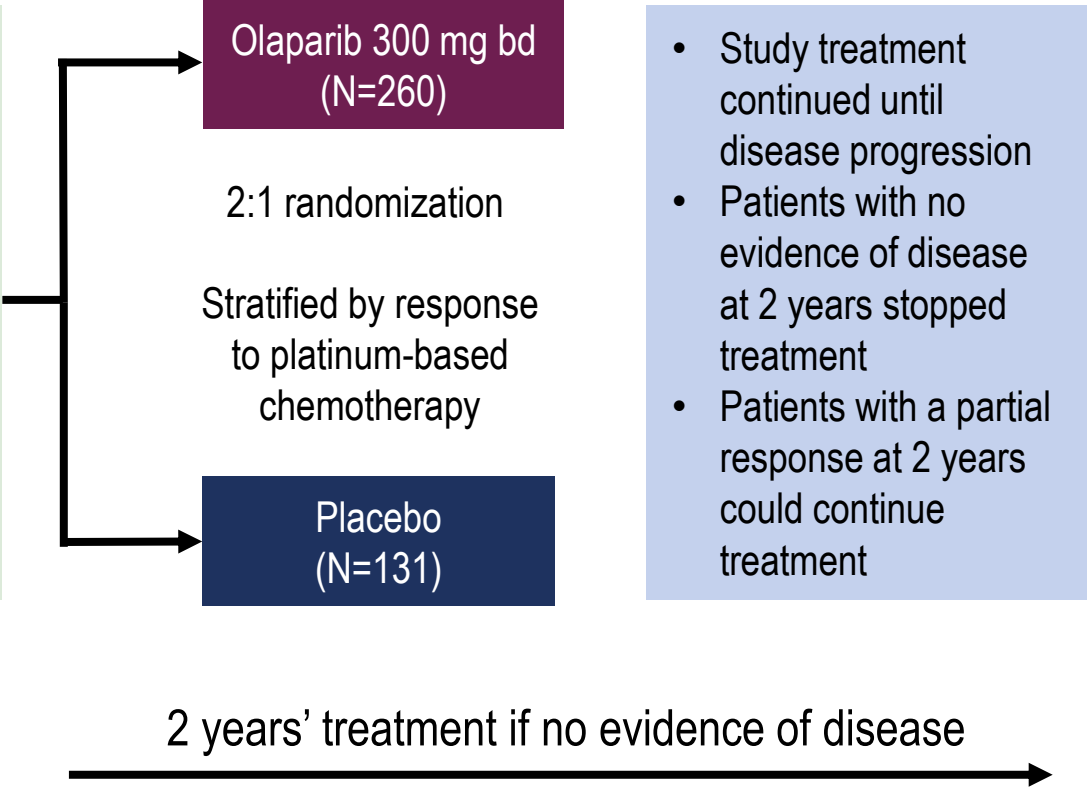 Olaparib 300 mg bd
(N=260)
2:1 randomization
Stratified by response
to platinum-based
chemotherapy
Placebo
(N=131)
• Study treatment
continued until
disease progression
• Patients with no
evidence of disease
at 2 years stopped
treatment
• Patients with a partial
response at 2 years
could continue
treatment
2 years’ treatment if no evidence of disease